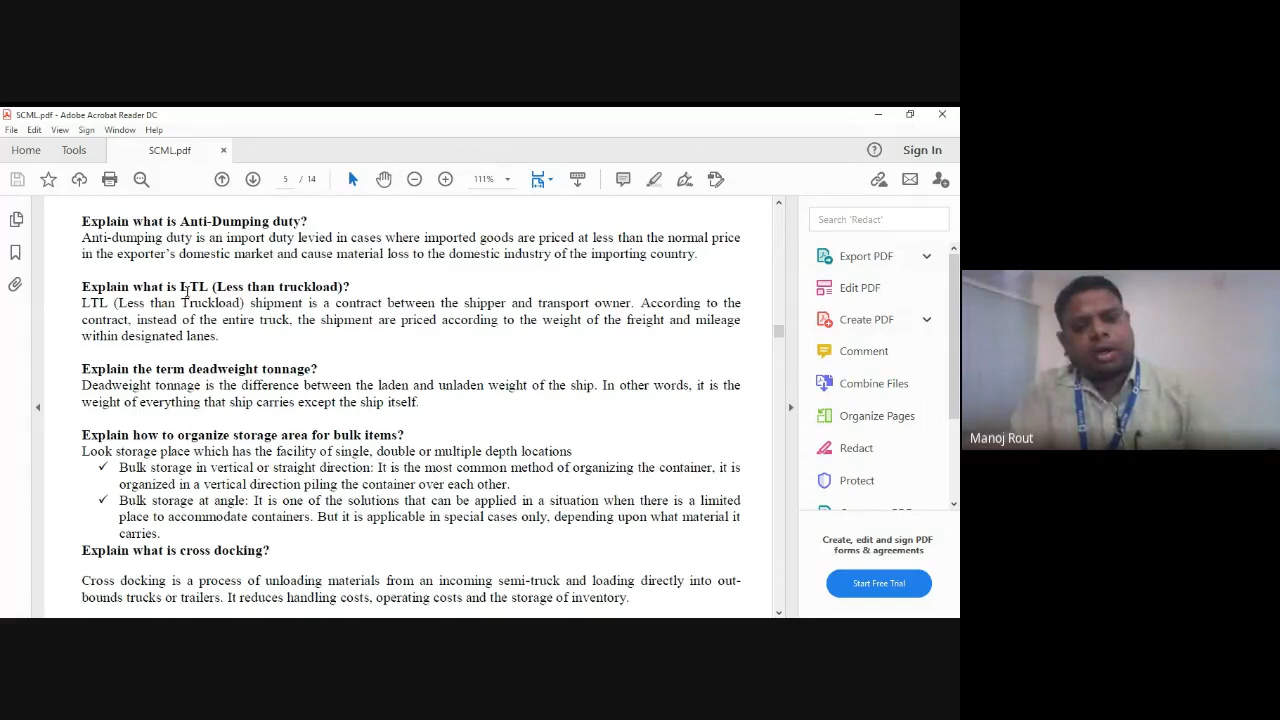 SCML.pdf - Adobe Acrobat Reader DC
File Edit View Sign Window Help
Home Tools SCML.pdf × ? Sign In
5 / 14 111%
Explain what is Anti-Dumping duty?
Anti-dumping duty is an import duty levied in cases where imported goods are priced at less than the normal price
in the exporter's domestic market and cause material loss to the domestic industry of the importing country.
Explain what is LTL (Less than truckload)?
LTL (Less than Truckload) shipment is a contract between the shipper and transport owner. According to the
contract, instead of the entire truck, the shipment are priced according to the weight of the freight and mileage
within designated lanes.
Explain the term deadweight tonnage?
Deadweight tonnage is the difference between the laden and unladen weight of the ship. In other words, it is the
weight of everything that ship carries except the ship itself.
Explain how to organize storage area for bulk items?
Look storage place which has the facility of single, double or multiple depth locations
✓ Bulk storage in vertical or straight direction: It is the most common method of organizing the container, it is
organized in a vertical direction piling the container over each other.
✓ Bulk storage at angle: It is one of the solutions that can be applied in a situation when there is a limited
place to accommodate containers. But it is applicable in special cases only, depending upon what material it
carries.
Explain what is cross docking?
Cross docking is a process of unloading materials from an incoming semi-truck and loading directly into out-
bounds trucks or trailers. It reduces handling costs, operating costs and the storage of inventory.
Search 'Redact'
Export PDF
Edit PDF
Create PDF
Comment
Combine Files
Organize Pages
Redact
Protect
Create, edit and sign PDF
forms & agreements
Start Free Trial
Manoj Rout